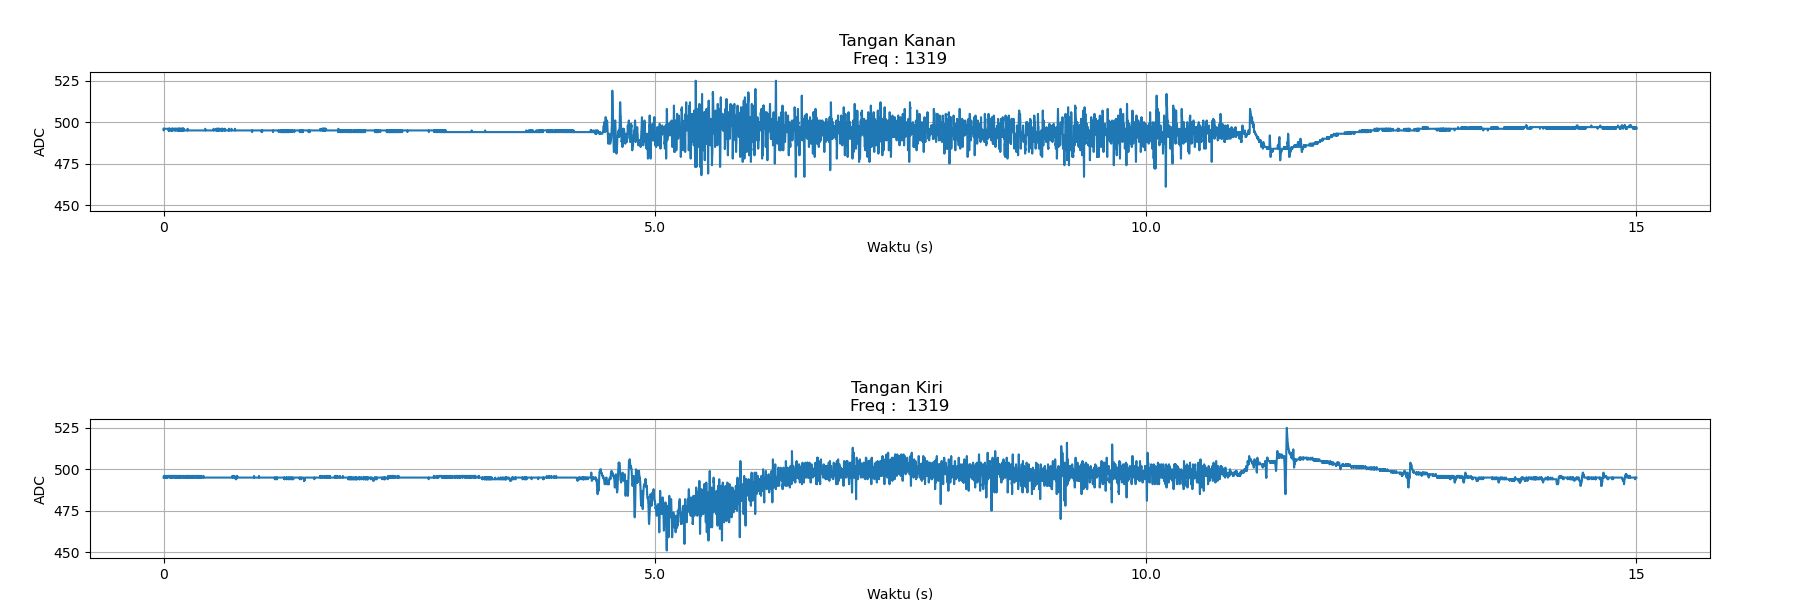 Tangan Kanan
Freq : 1319
525
500
475
450
ADC
0
5.0
10.0
15
Waktu (s)
Tangan Kiri
Freq :  1319
525
500
475
450
ADC
0
5.0
10.0
15
Waktu (s)